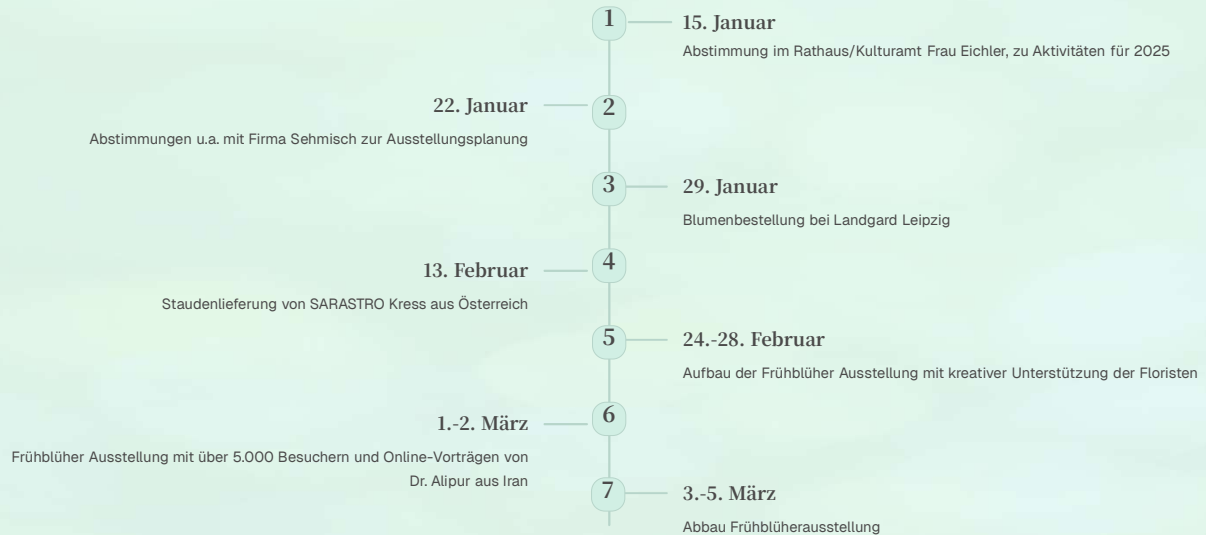 1
15. Januar
Abstimmung im Rathaus/Kulturamt Frau Eichler, zu Aktivitäten für 2025
2
22. Januar
Abstimmungen u.a. mit Firma Sehmisch zur Ausstellungsplanung
3
29. Januar
Blumenbestellung bei Landgard Leipzig
4
13. Februar
Staudenlieferung von SARASTRO Kress aus Österreich
5
24.-28. Februar
Aufbau der Frühblüher Ausstellung mit kreativer Unterstützung der Floristen
6
1.-2. März
Frühblüher Ausstellung mit über 5.000 Besuchern und Online-Vorträgen von
Dr. Alipur aus Iran
7
3.-5. März
Abbau Frühblüherausstellung